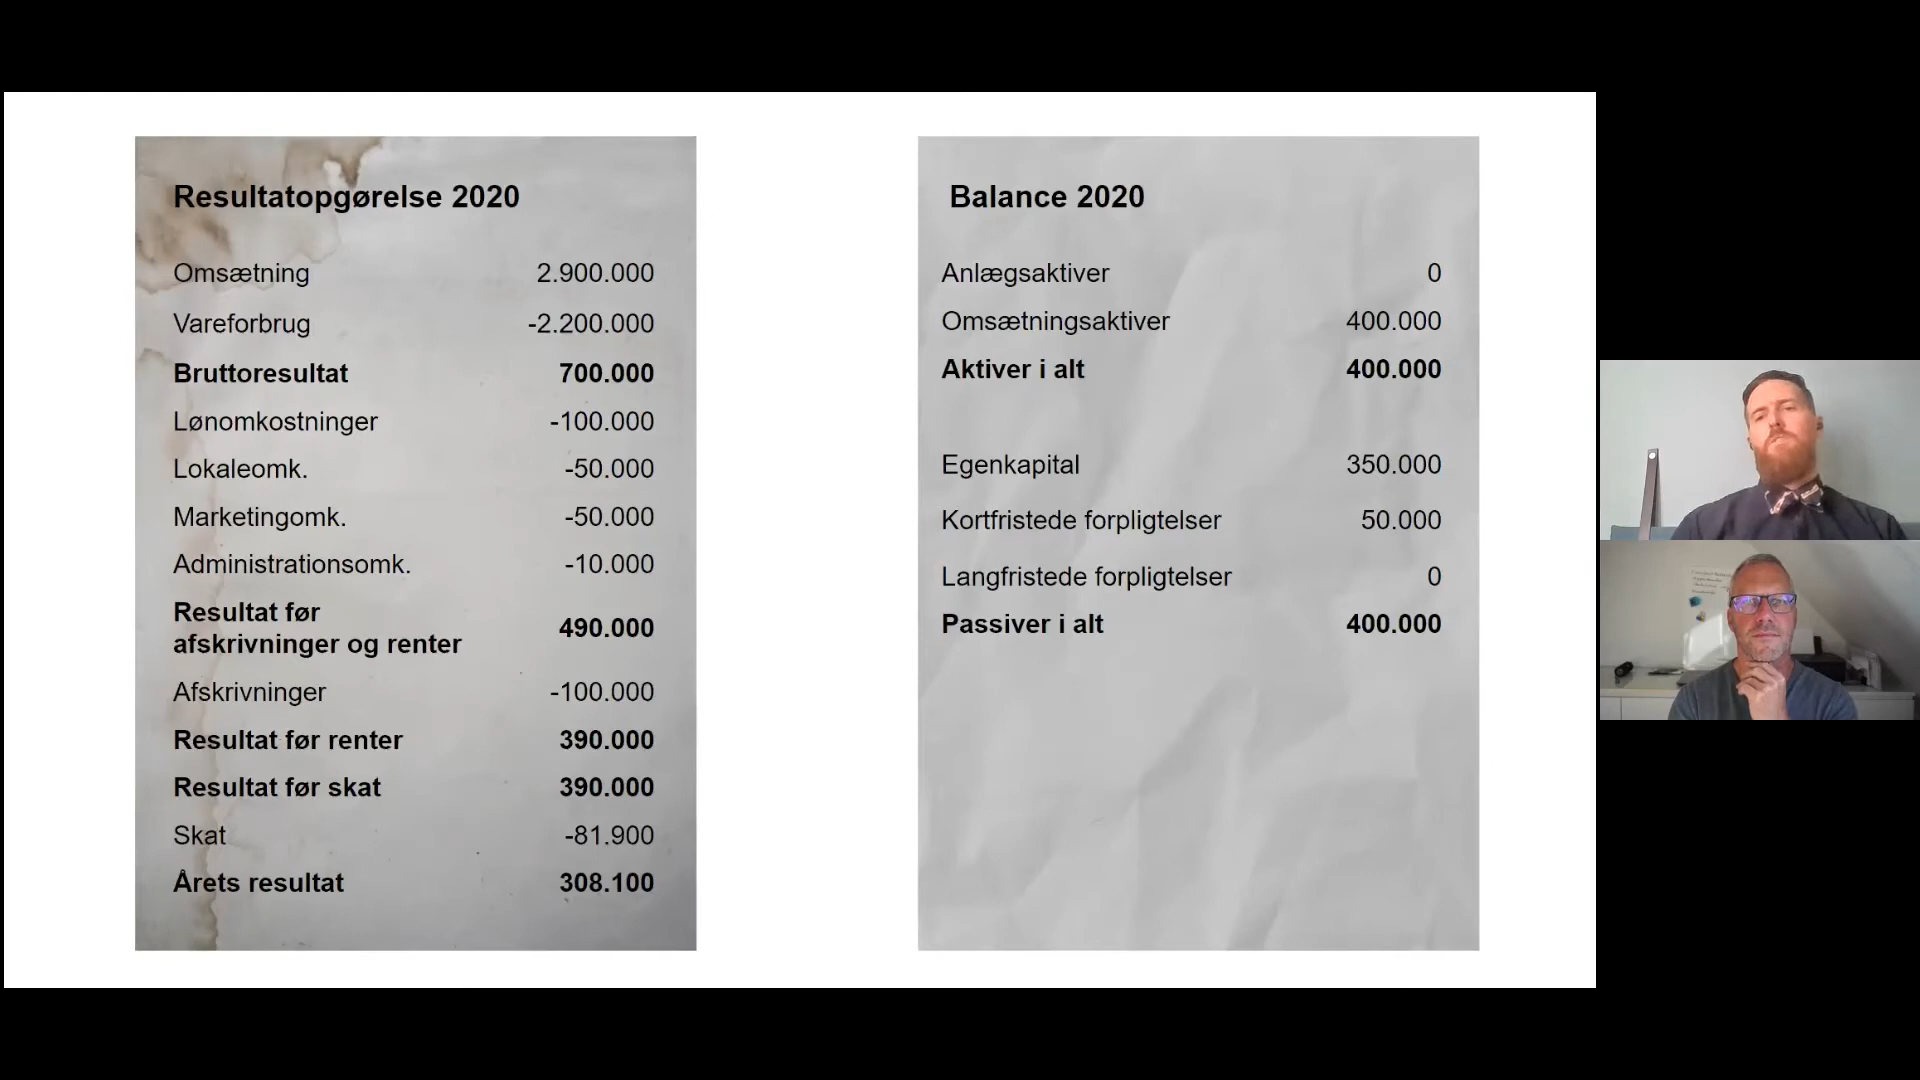 Resultatopgørelse 2020
Omsætning 2.900.000
Vareforbrug -2.200.000
Bruttoresultat 700.000
Lønomkostninger -100.000
Lokaleomk. -50.000
Marketingomk. -50.000
Administrationsomk. -10.000
Resultat før
afskrivninger og renter 490.000
Afskrivninger -100.000
Resultat før renter 390.000
Resultat før skat 390.000
Skat -81.900
Årets resultat 308.100
Balance 2020
Anlægsaktiver 0
Omsætningsaktiver 400.000
Aktiver i alt 400.000
Egenkapital 350.000
Kortfristede forpligtelser 50.000
Langfristede forpligtelser 0
Passiver i alt 400.000